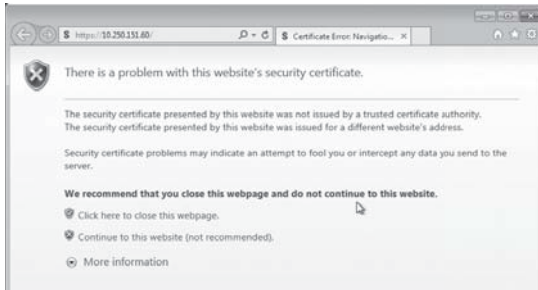 https://10.250.151.60/
Certificate Error: Navigatio...
There is a problem with this website's security certificate.
The security certificate presented by this website was not issued by a trusted certificate authority.
The security certificate presented by this website was issued for a different website's address.
Security certificate problems may indicate an attempt to fool you or intercept any data you send to the
server.
We recommend that you close this webpage and do not continue to this website.
Click here to close this webpage.
Continue to this website (not recommended).
More information